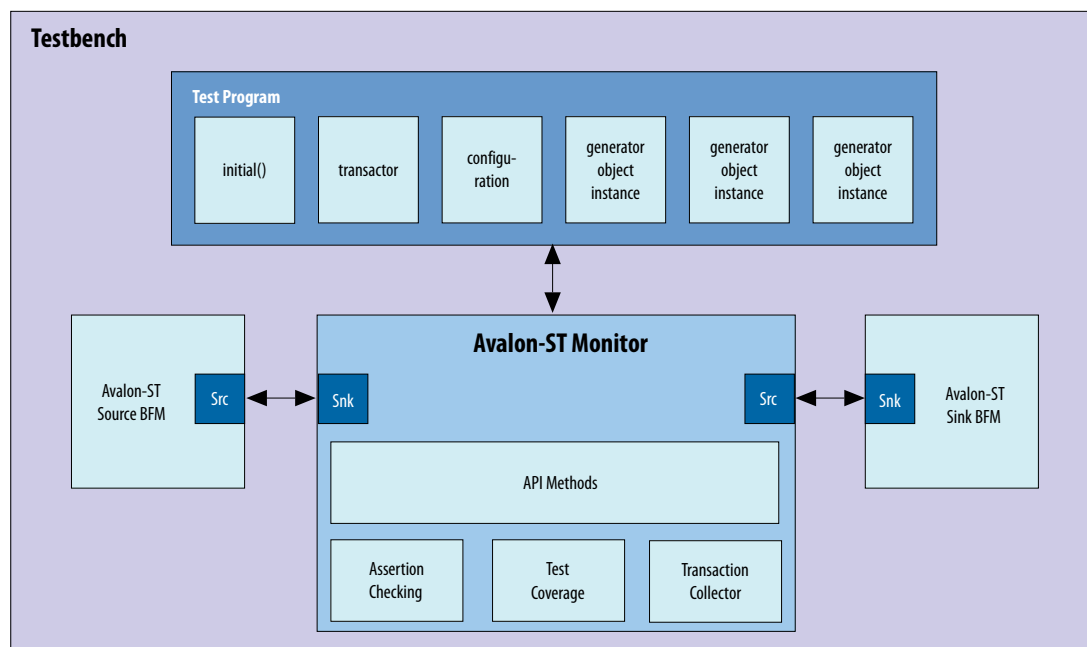 Testbench
Test Program
initial()
transactor
configu-
ration
generator
object
instance
generator
object
instance
generator
object
instance
Avalon-ST Monitor
Avalon-ST
Source BFM
Src
Snk
Src
Snk
Avalon-ST
Sink BFM
API Methods
Assertion
Checking
Test
Coverage
Transaction
Collector